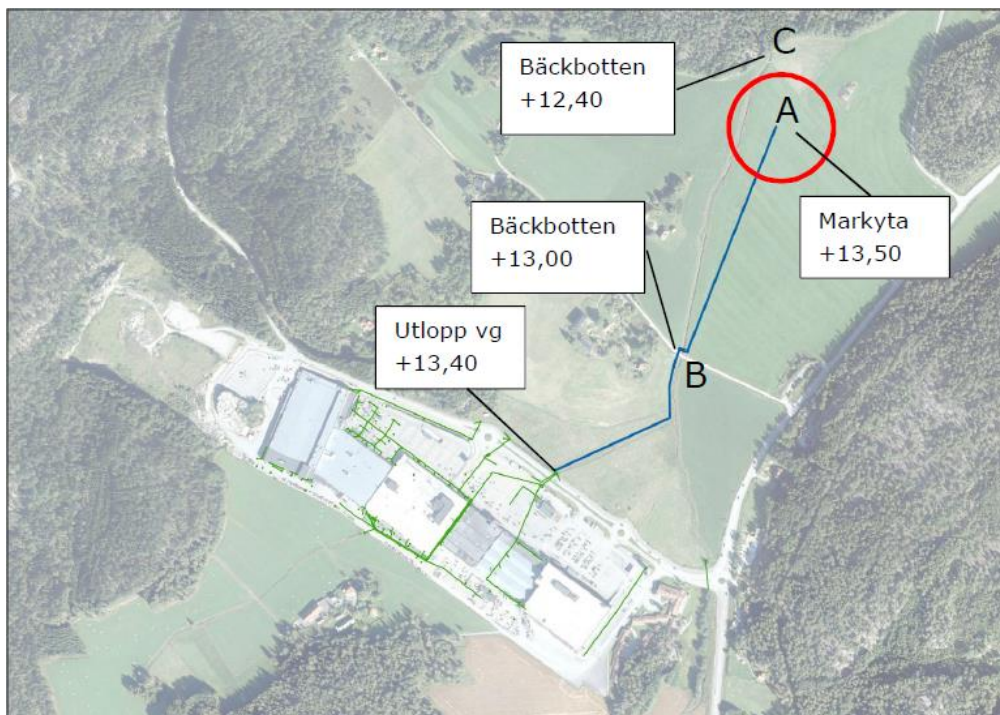 C
Bäckbotten
+12,40
A
Markyta
+13,50
Bäckbotten
+13,00
Utlopp vg
+13,40
B